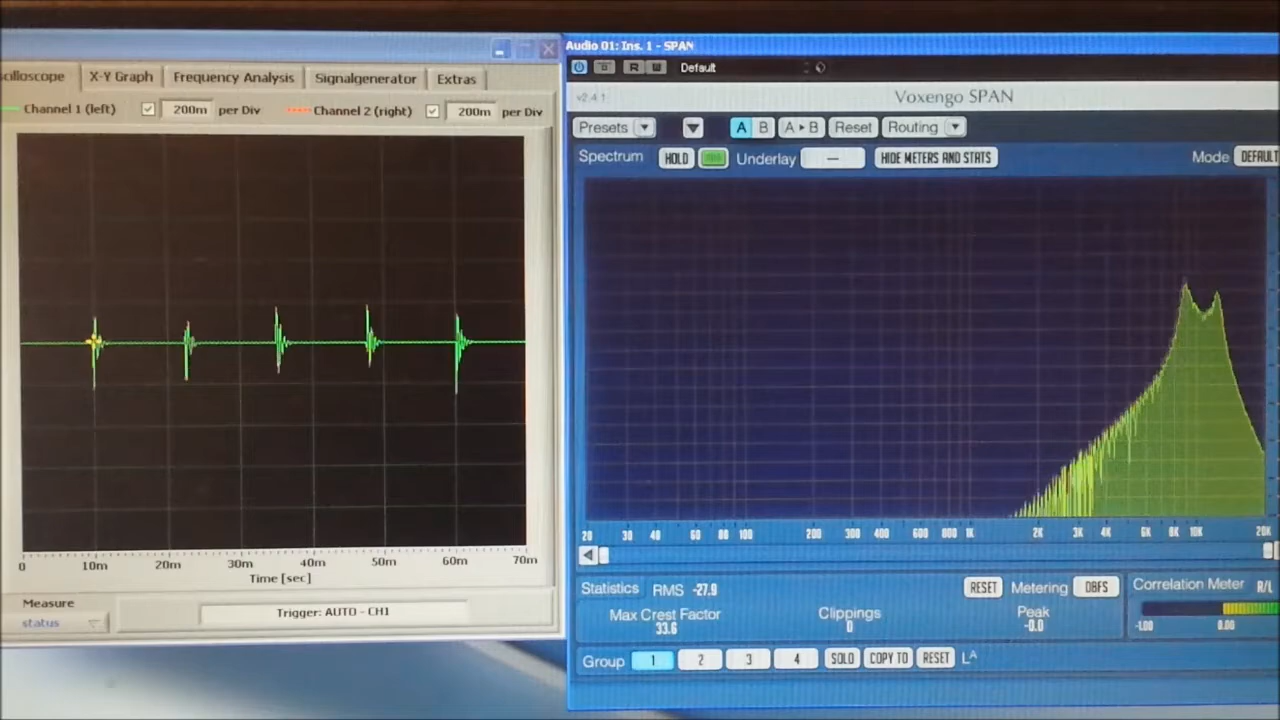 Audio 01: Ins. 1 - SPAN
cilloscope X-Y Graph Frequency Analysis Signalgenerator Extras
R W Default
Channel 1 (left) 200m per Div Channel 2 (right) 200m per Div
v2.4.1 Voxengo SPAN
Presets A B A▸B Reset Routing
Spectrum HOLD Underlay — HIDE METERS AND STATS Mode DEFAULT
20 30 40 60 80 100 200 300 400 600 800 1K 2K 3K 4K 6K 8K 10K 20K
0 10m 20m 30m 40m 50m 60m 70m
Time [sec]
Statistics RMS -27.9 RESET Metering DBFS Correlation Meter R/L
Measure
status
Trigger: AUTO - CH1
Max Crest Factor Clippings Peak
33.6 0 -0.0 -1.00 0.00
Group 1 2 3 4 SOLO COPY TO RESET